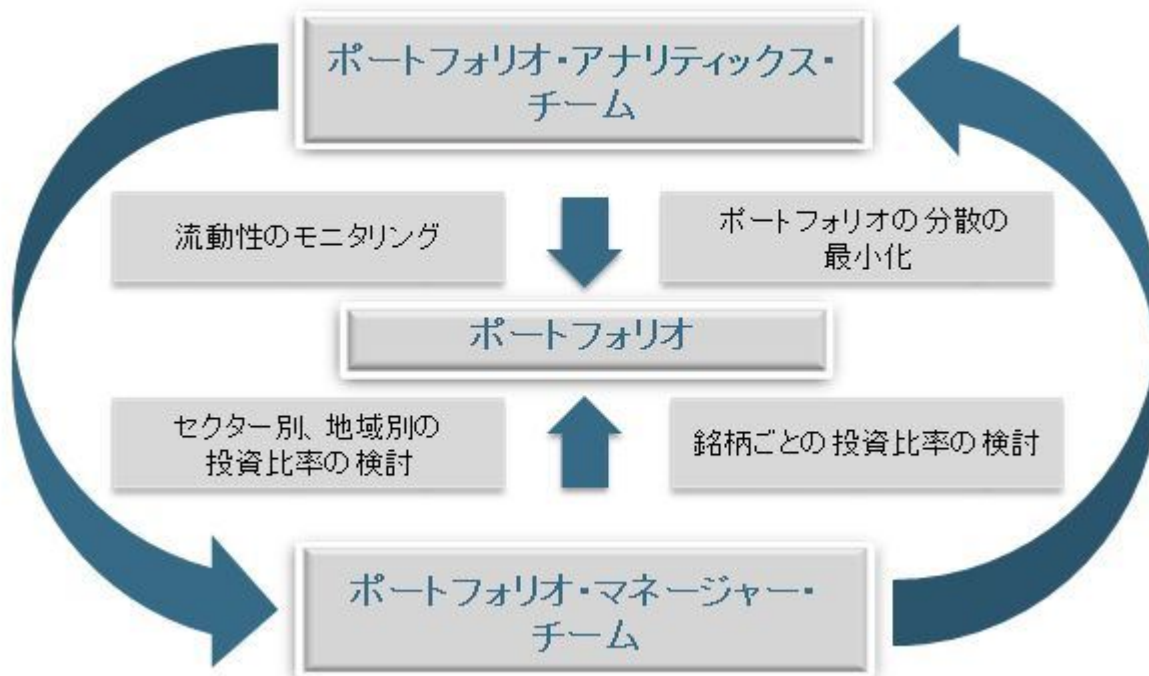 ポートフォリオ・アナリティックス・
チーム
流動性のモニタリング
ポートフォリオの分散の
最小化
ポートフォリオ
セクター別、地域別の
投資比率の検討
銘柄ごとの投資比率の検討
ポートフォリオ・マネージャー・
チーム